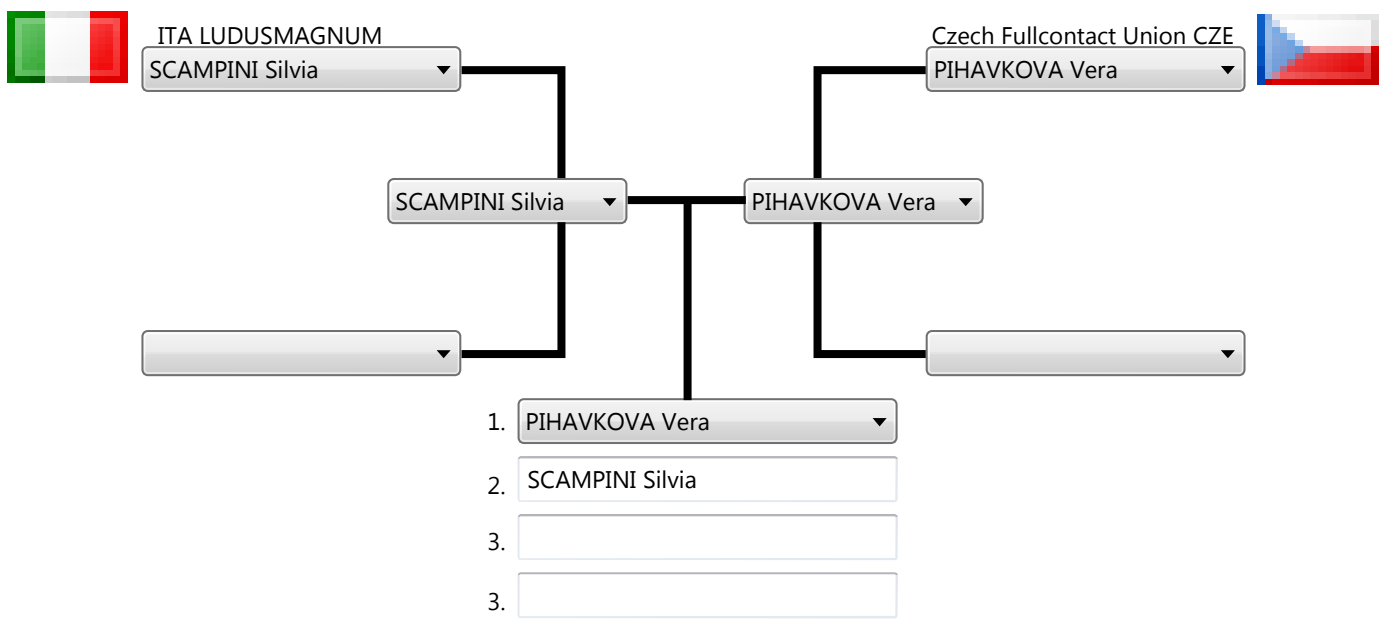 ITA LUDUSMAGNUM
SCAMPINI Silvia
Czech Fullcontact Union CZE
PIHAVKOVA Vera
SCAMPINI Silvia
PIHAVKOVA Vera
1. PIHAVKOVA Vera
2. SCAMPINI Silvia
3.
3.